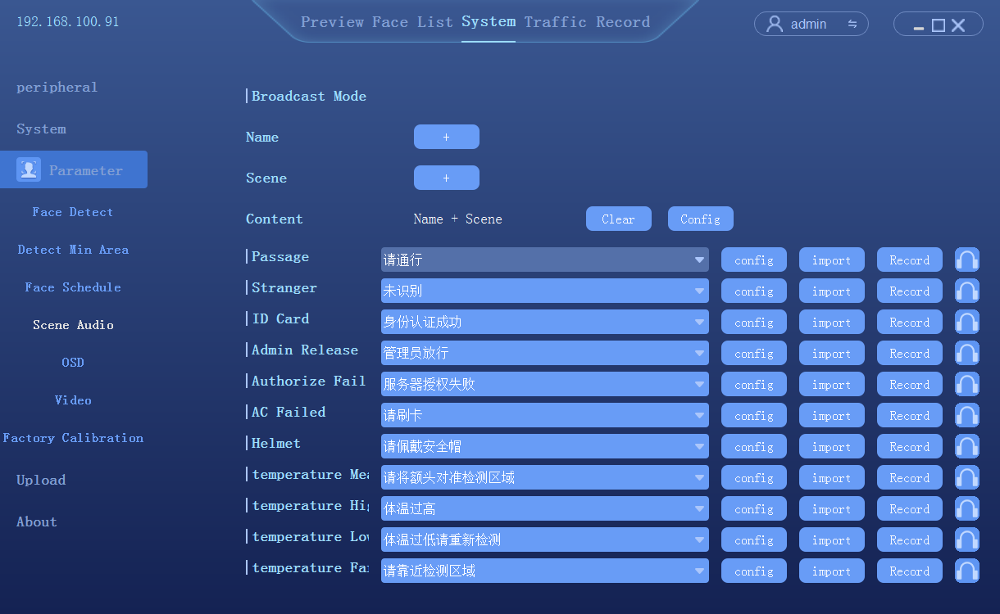 192.168.100.91 Preview Face List System Traffic Record admin
peripheral
System
Parameter
Face Detect
Detect Min Area
Face Schedule
Scene Audio
OSD
Video
Factory Calibration
Upload
About
Broadcast Mode
Name +
Scene +
Content Name + Scene Clear Config
Passage 请通行 config import Record
Stranger 未识别 config import Record
ID Card 身份认证成功 config import Record
Admin Release 管理员放行 config import Record
Authorize Fail 服务器授权失败 config import Record
AC Failed 请刷卡 config import Record
Helmet 请佩戴安全帽 config import Record
temperature Mea 请将额头对准检测区域 config import Record
temperature Hig 体温过高 config import Record
temperature Low 体温过低请重新检测 config import Record
temperature Far 请靠近检测区域 config import Record